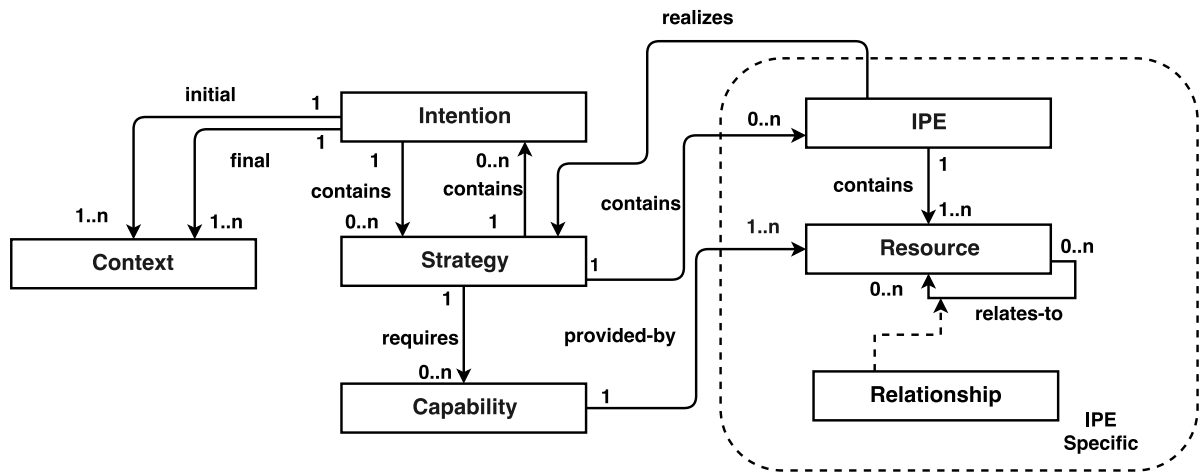 realizes
initial
1
Intention
IPE
0..n
1
final
1
0..n
1
contains
contains
contains
contains
1..n
1..n
0..n
1
1..n
1..n
Context
Strategy
Resource
0..n
1
0..n
1
relates-to
requires
provided-by
0..n
Capability
1
Relationship
IPE
Specific